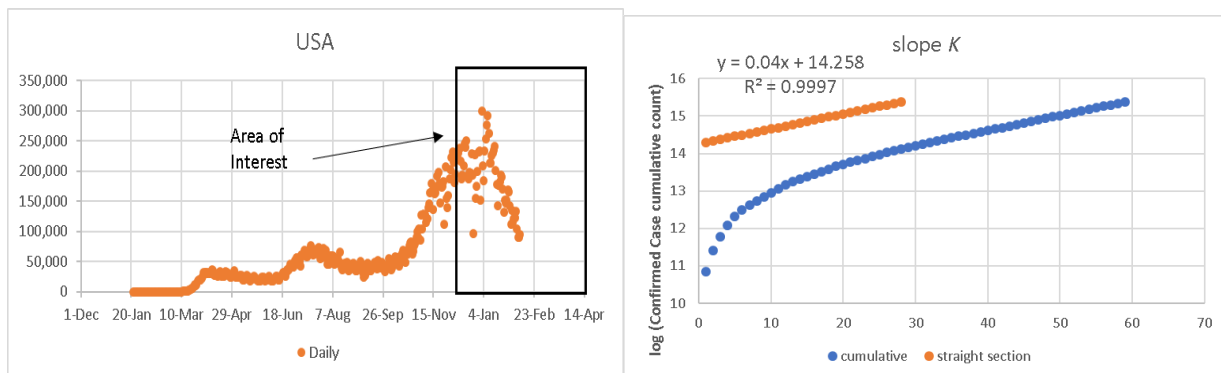 USA
350,000
300,000
250,000
200,000
150,000
100,000
50,000
0
Area of
Interest
1-Dec 20-Jan 10-Mar 29-Apr 18-Jun 7-Aug 26-Sep 15-Nov 4-Jan 23-Feb 14-Apr
Daily
slope K
y = 0.04x + 14.258
R² = 0.9997
log (Confirmed Case cumulative count)
16
15
14
13
12
11
10
0 10 20 30 40 50 60 70
cumulative straight section